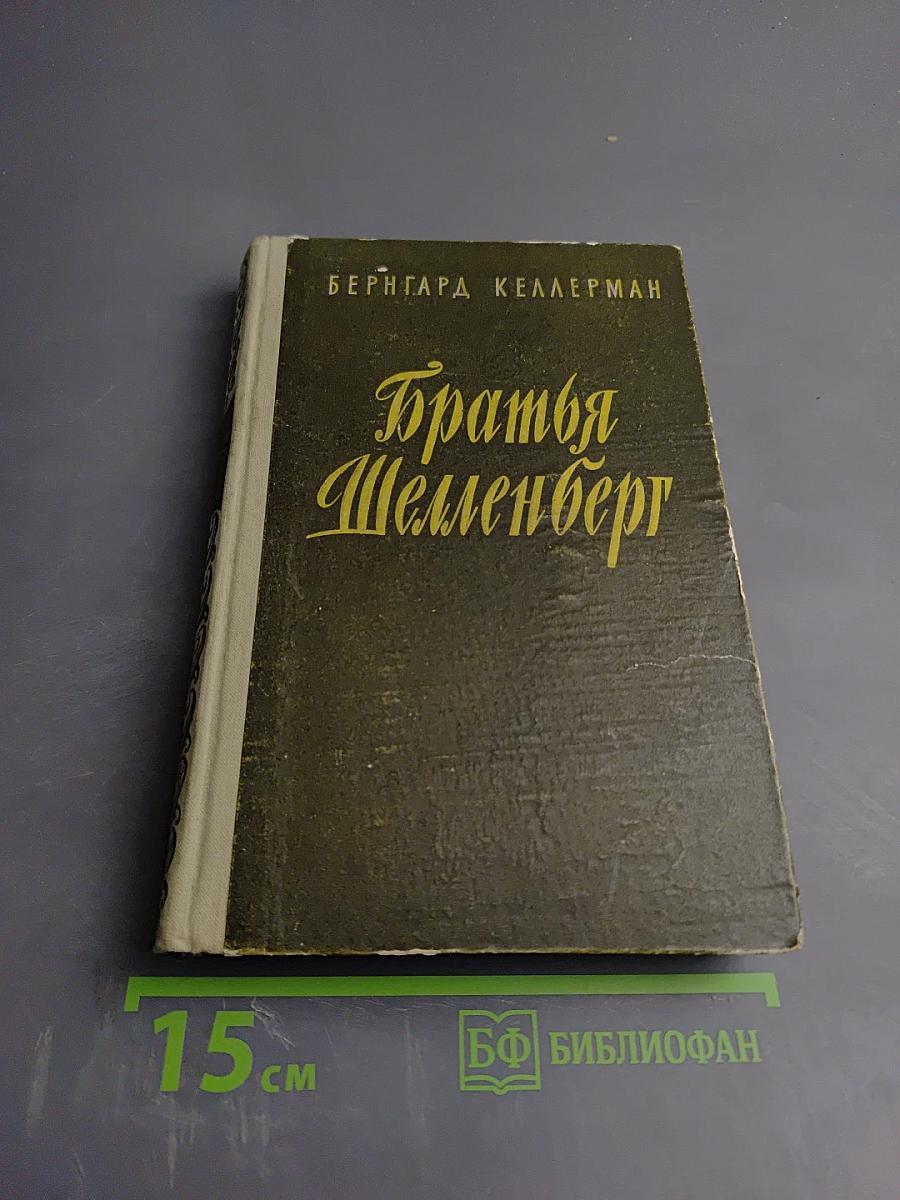 БЕРНГАРД КЕЛЛЕРМАН
Братья
Шелленберг
15 см
БФ БИБЛИОФАН